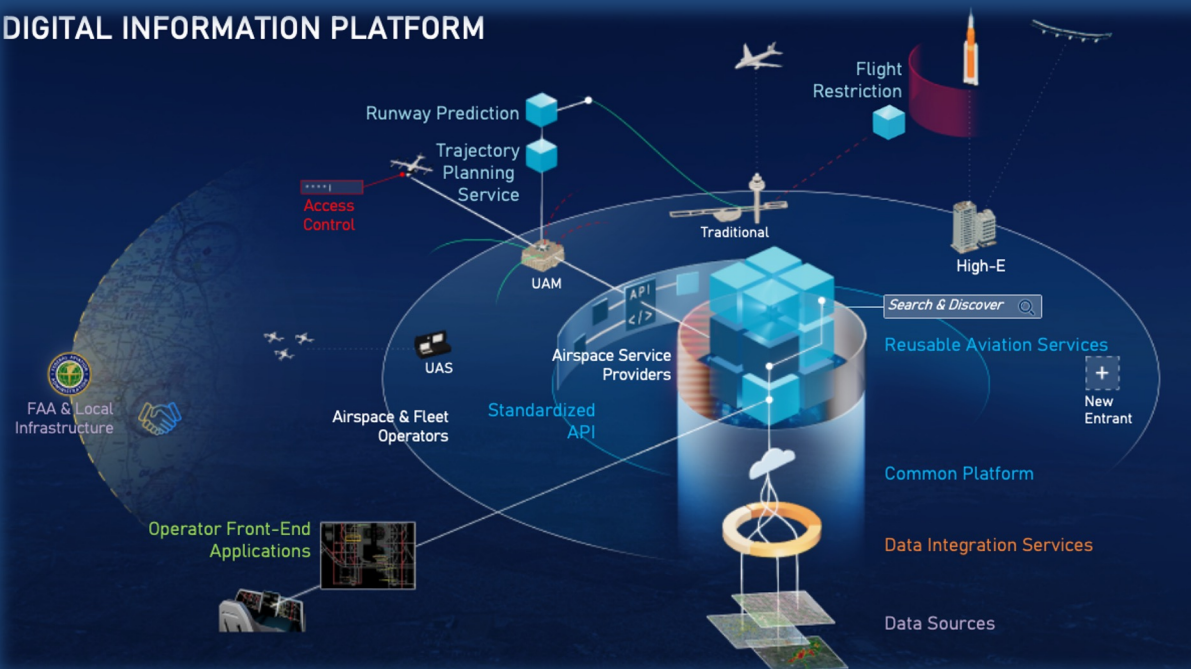 DIGITAL INFORMATION PLATFORM
Flight
Restriction
Runway Prediction
Trajectory
Planning
Service
Access
Control
Traditional
High-E
UAM
API
</>
Search & Discover
Reusable Aviation Services
Airspace Service
Providers
UAS
+
New
Entrant
FAA & Local
Infrastructure
Airspace & Fleet
Operators
Standardized
API
Common Platform
Operator Front-End
Applications
Data Integration Services
Data Sources